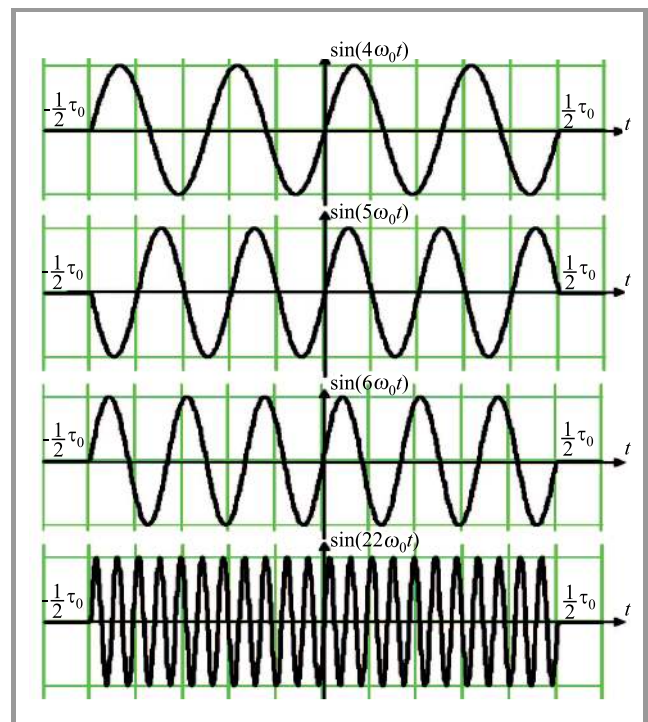 sin(4ω₀t)
-1/2 τ₀
1/2 τ₀
t
sin(5ω₀t)
-1/2 τ₀
1/2 τ₀
t
sin(6ω₀t)
-1/2 τ₀
1/2 τ₀
t
sin(22ω₀t)
-1/2 τ₀
1/2 τ₀
t